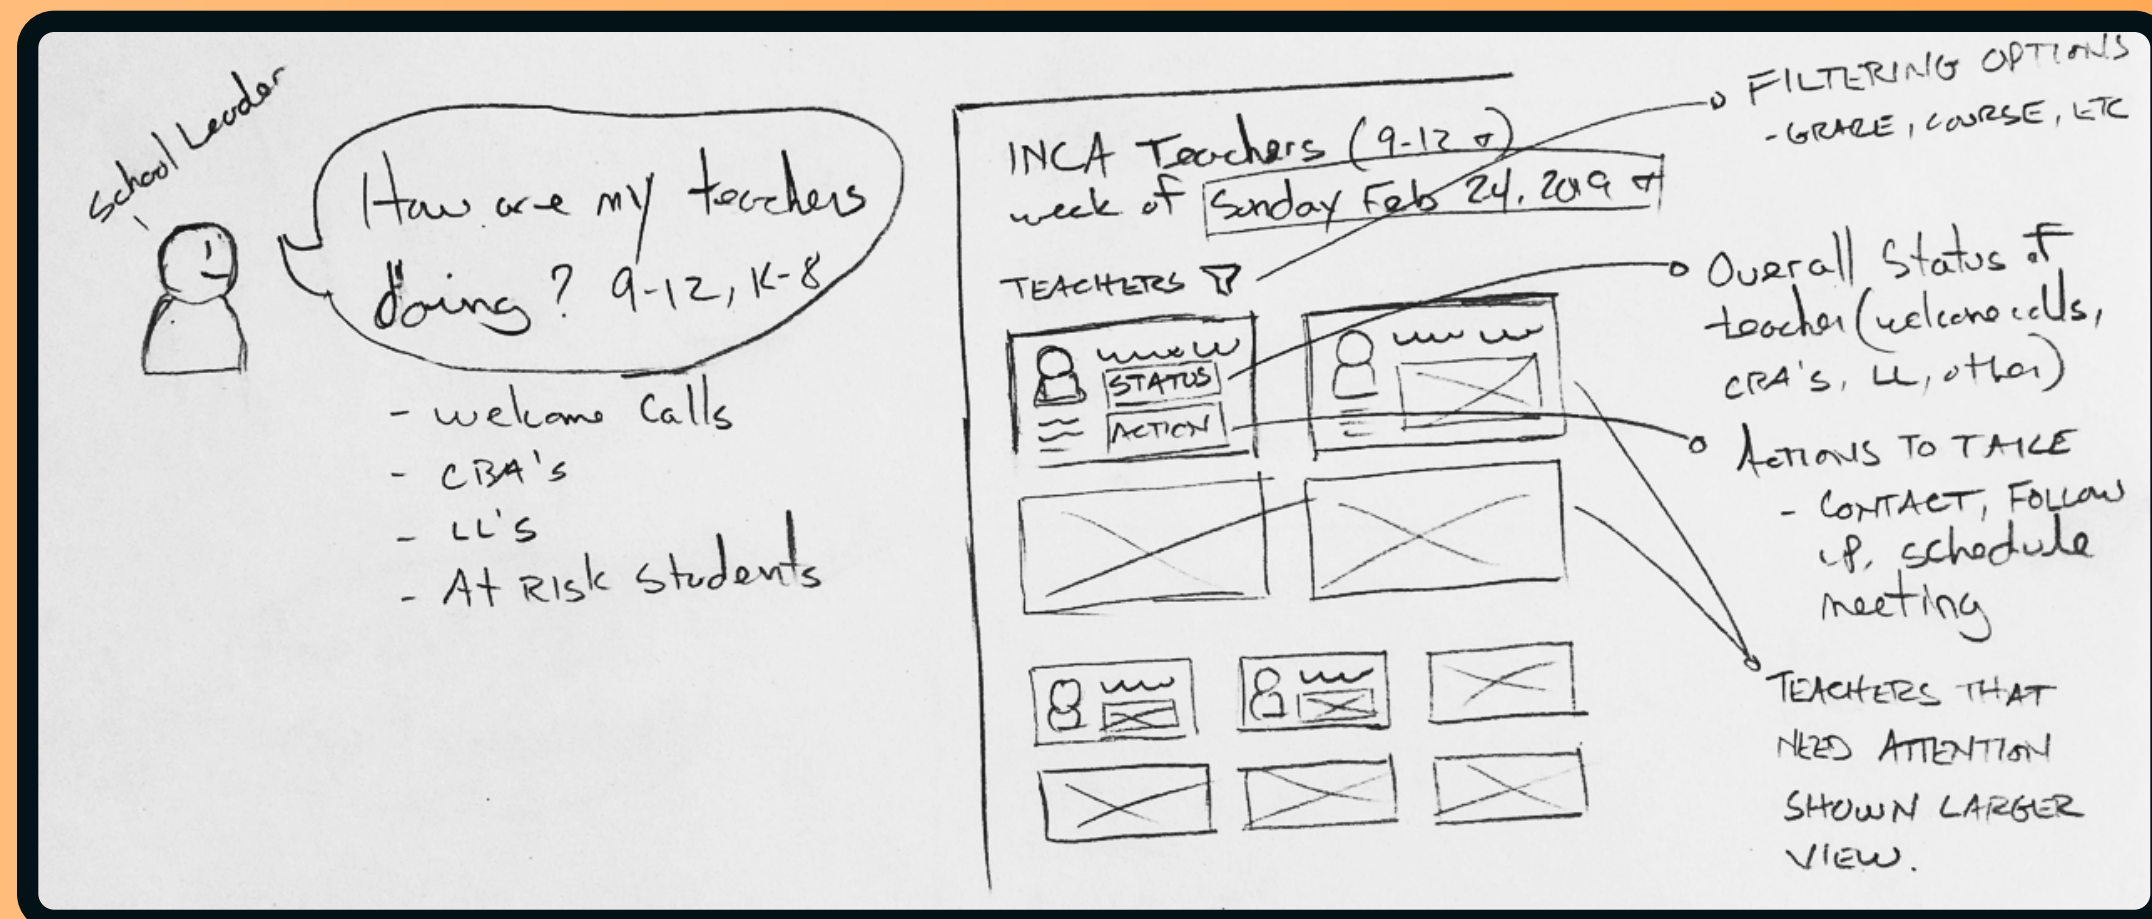 School Leader
How are my teachers
doing? 9-12, K-8
- welcome calls
- CBA's
- LL'S
- At Risk Students
INCA Teachers (9-12 ▽)
week of Sunday Feb 24, 2019 ▽
TEACHERS
STATUS
ACTION
FILTERING OPTIONS
- GRADE, COURSE, ETC
Overall Status of
teacher (welcome calls,
CBA's, LL, other)
ACTIONS TO TAKE
- CONTACT, FOLLOW
UP, schedule
meeting
TEACHERS THAT
NEED ATTENTION
SHOWN LARGER
VIEW.